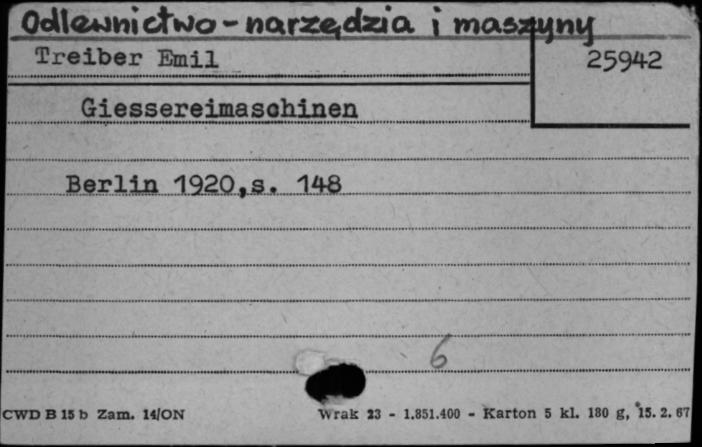 Odlewnictwo - narzędzia i maszyny
Treiber Emil
25942
Giessereimaschinen
Berlin 1920,s. 148
6
CWD B 15 b Zam. 14/ON
Wrak 23 - 1.851.400 - Karton 5 kl. 180 g, 15. 2. 67